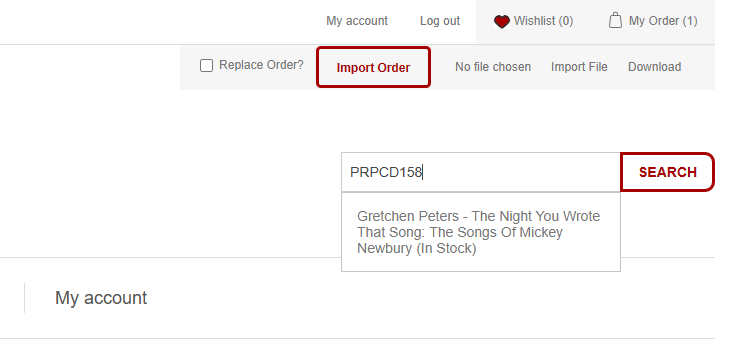 My account Log out Wishlist (0) My Order (1)
Replace Order? Import Order No file chosen Import File Download
PRPCD158 SEARCH
Gretchen Peters - The Night You Wrote
That Song: The Songs Of Mickey
Newbury (In Stock)
My account